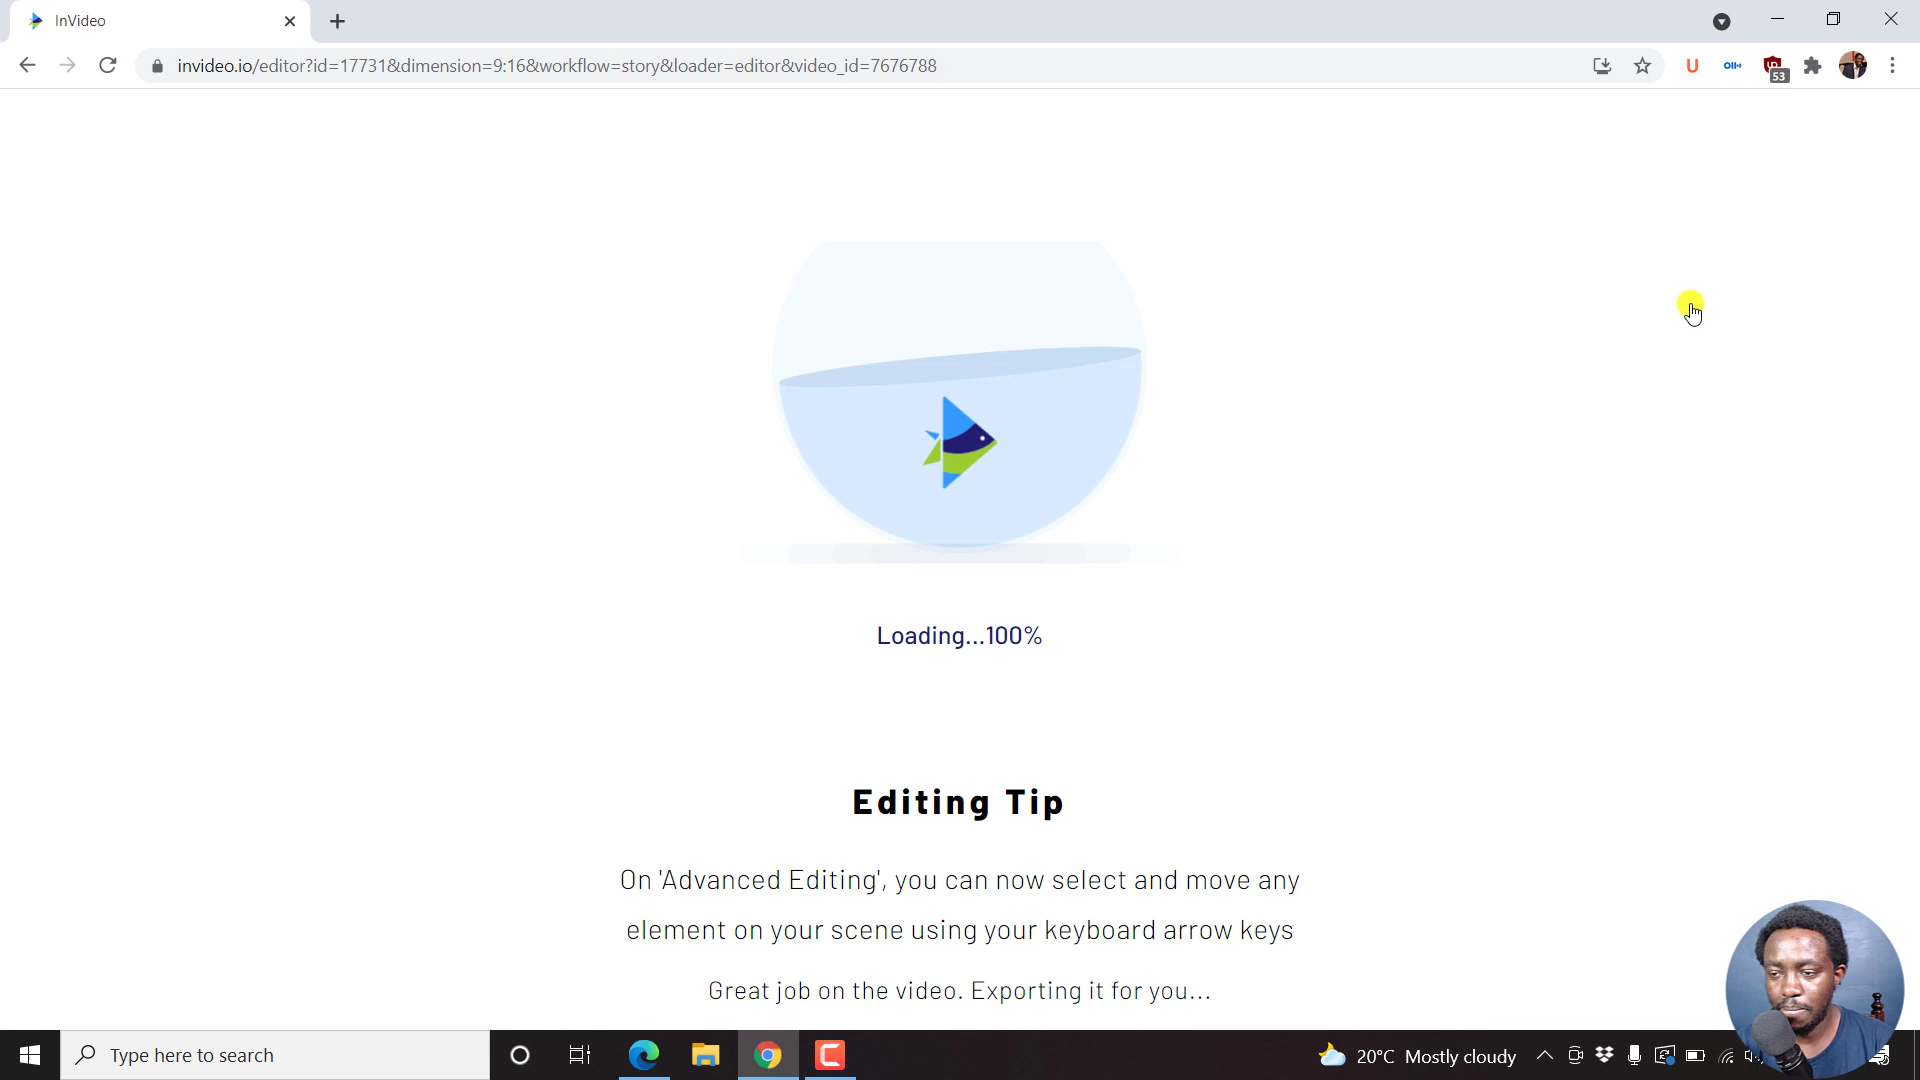 InVideo
invideo.io/editor?id=17731&dimension=9:16&workflow=story&loader=editor&video_id=7676788
U
53
Loading...100%
Editing Tip
On 'Advanced Editing', you can now select and move any
element on your scene using your keyboard arrow keys
Great job on the video. Exporting it for you...
Type here to search
20°C Mostly cloudy